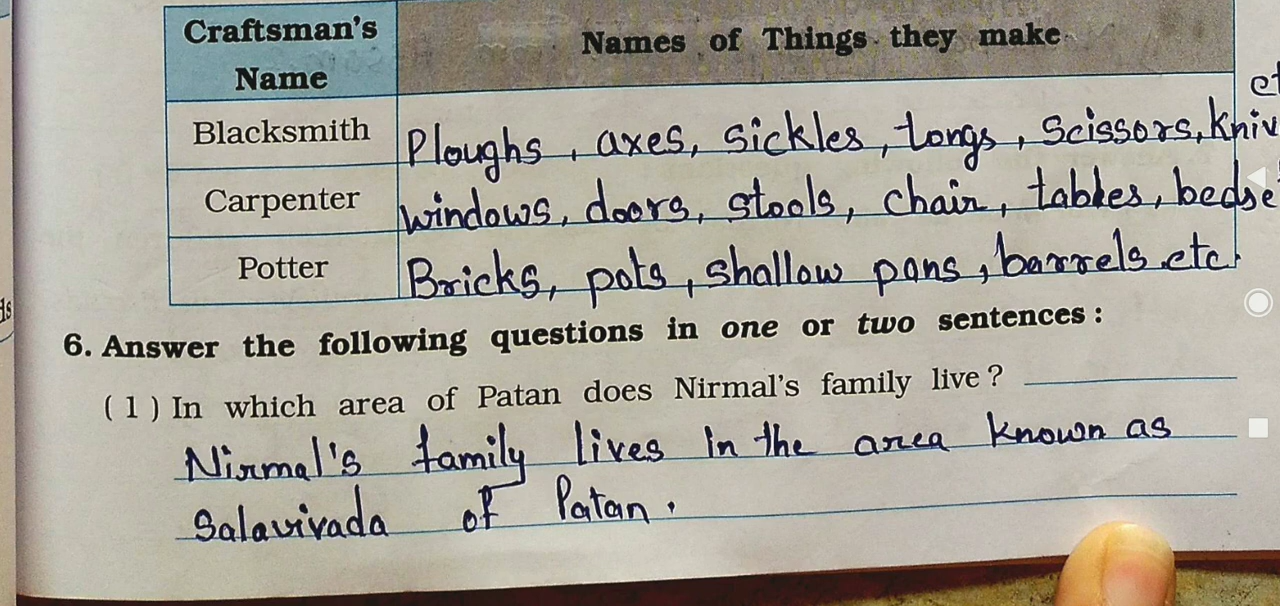 Craftsman's Name
Names of Things they make
et
Blacksmith
Ploughs, axes, sickles, tongs, Scissors, kniv
Carpenter
windows, doors, stools, chair, tables, beds e
Potter
Bricks, pots, shallow pans, barrels etc.
6. Answer the following questions in one or two sentences :
( 1 ) In which area of Patan does Nirmal's family live ?
Nirmal's family lives in the area known as
Salavivada of Patan.